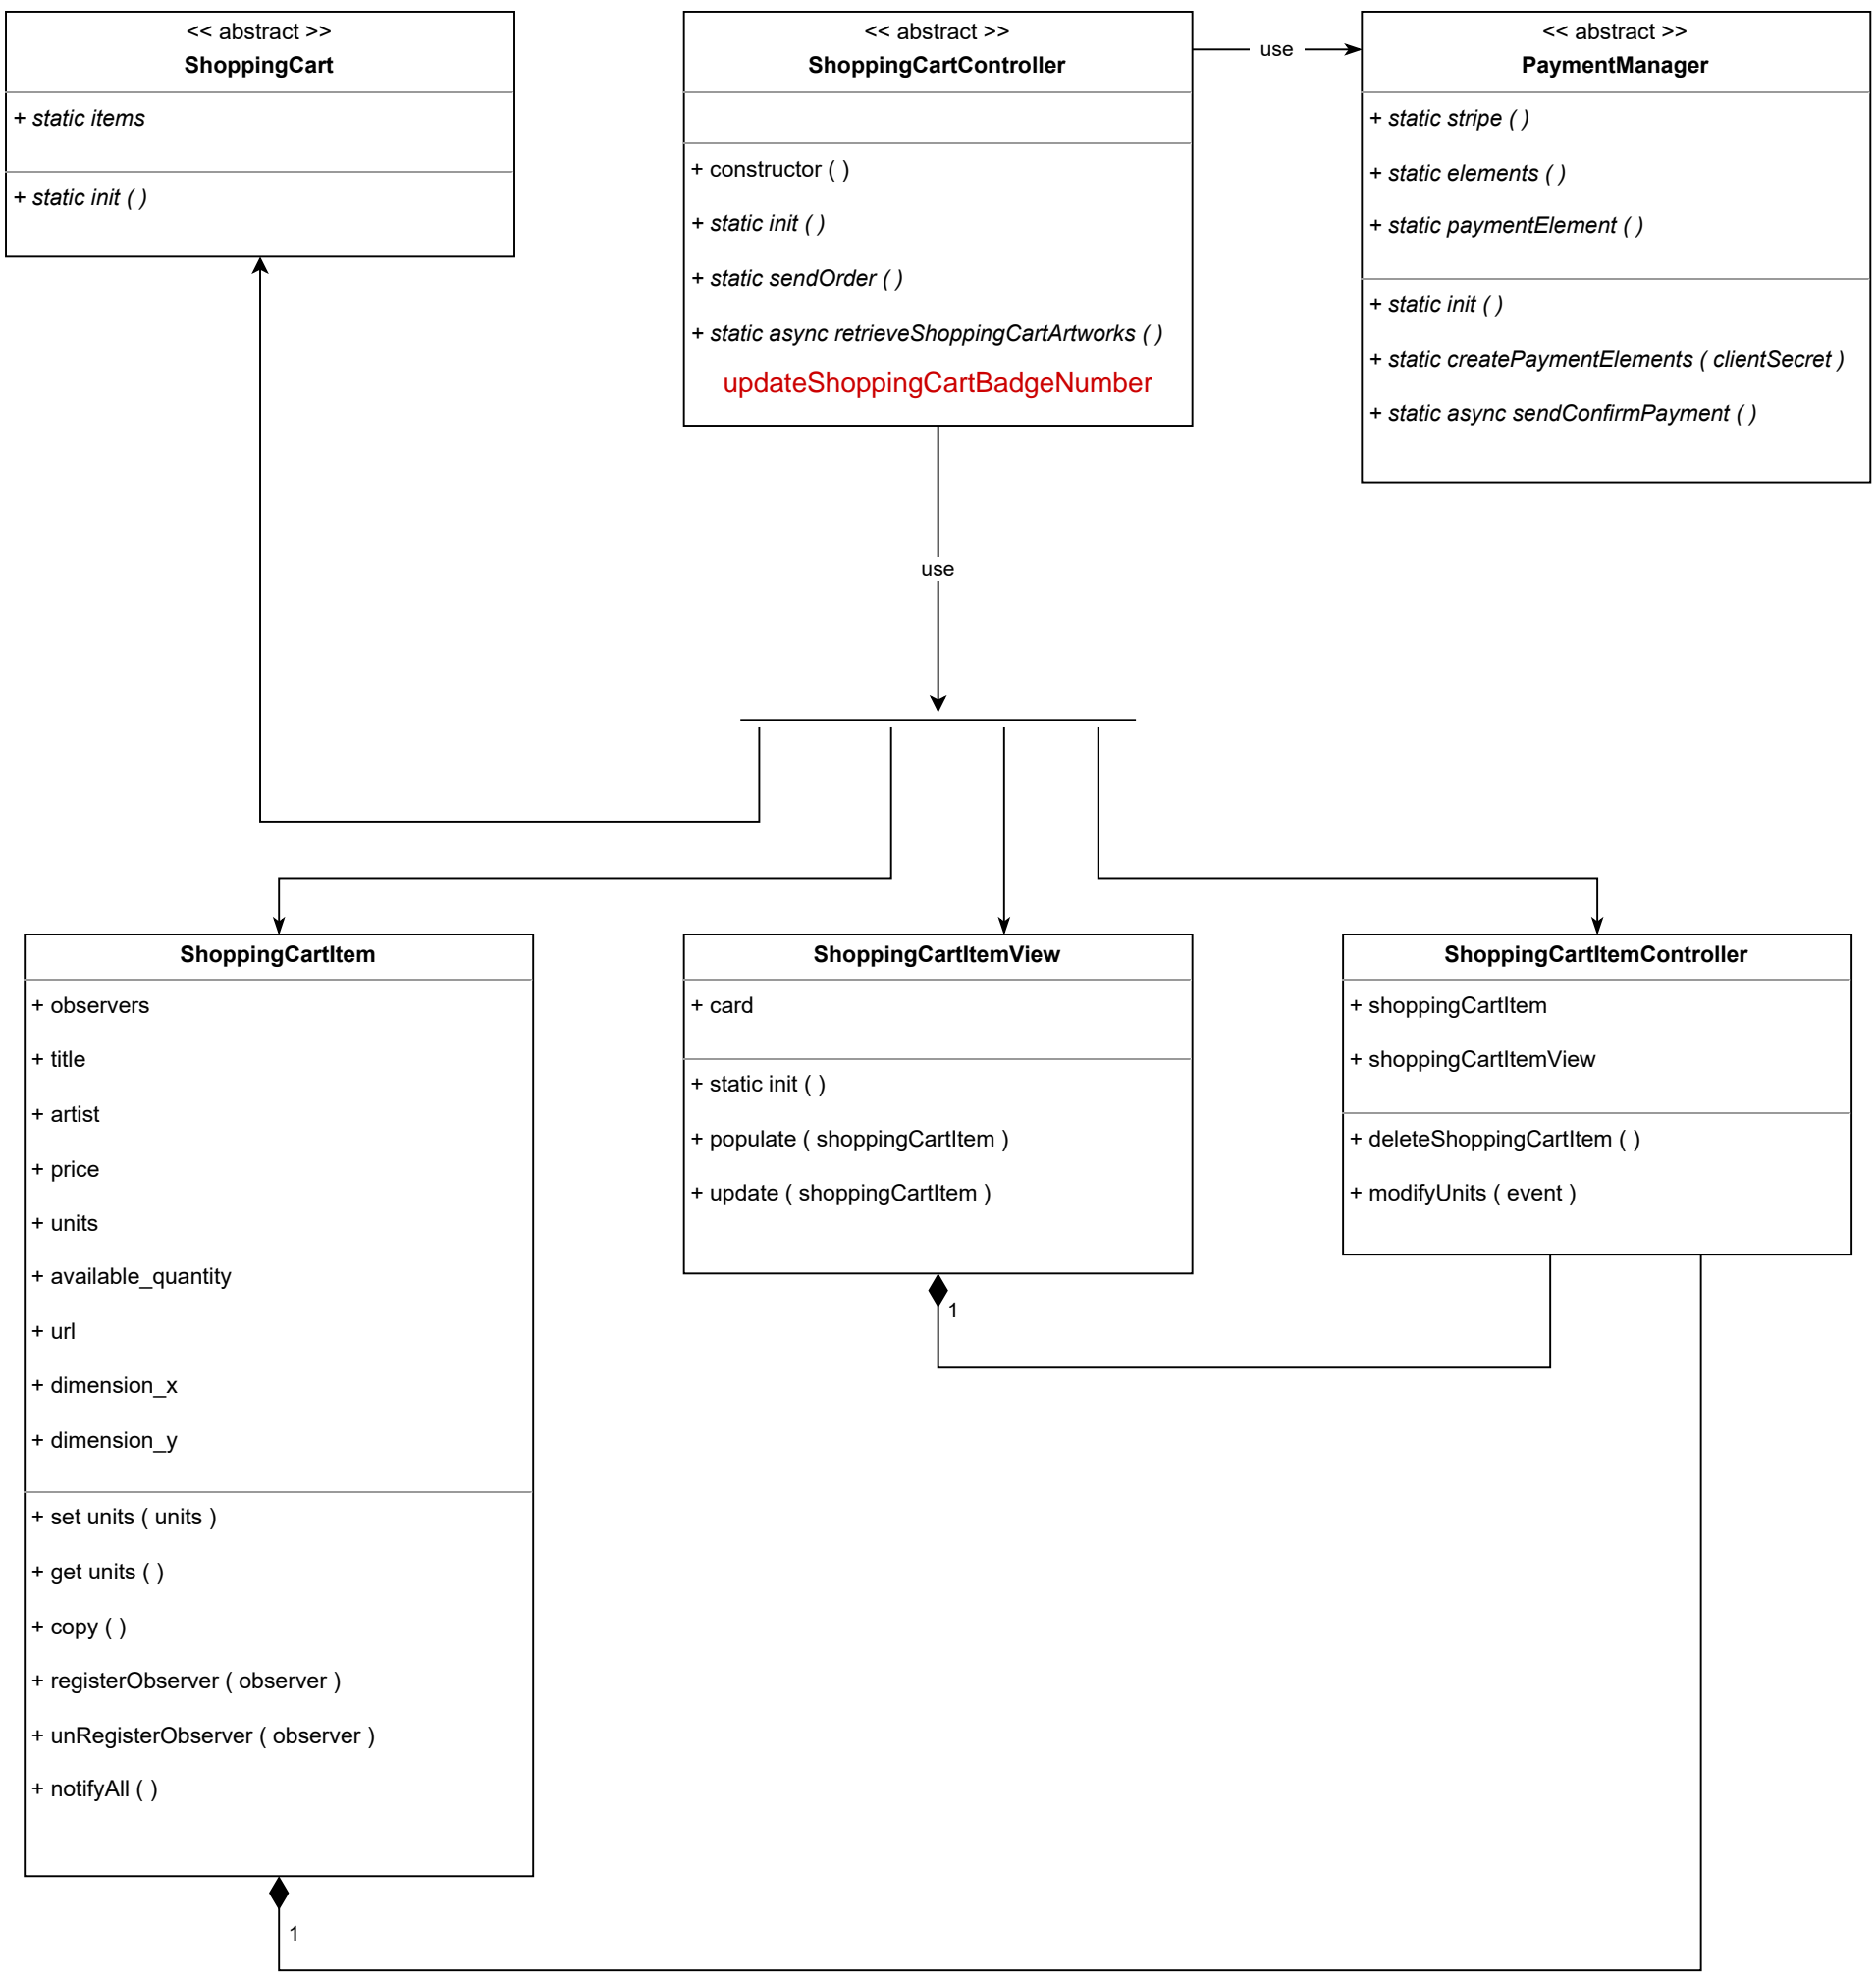 << abstract >>
ShoppingCart
+ static items
+ static init ( )
<< abstract >>
ShoppingCartController
+ constructor ( )
+ static init ( )
+ static sendOrder ( )
+ static async retrieveShoppingCartArtworks ( )
updateShoppingCartBadgeNumber
use
<< abstract >>
PaymentManager
+ static stripe ( )
+ static elements ( )
+ static paymentElement ( )
+ static init ( )
+ static createPaymentElements ( clientSecret )
+ static async sendConfirmPayment ( )
use
ShoppingCartItem
+ observers
+ title
+ artist
+ price
+ units
+ available_quantity
+ url
+ dimension_x
+ dimension_y
+ set units ( units )
+ get units ( )
+ copy ( )
+ registerObserver ( observer )
+ unRegisterObserver ( observer )
+ notifyAll ( )
1
ShoppingCartItemView
+ card
+ static init ( )
+ populate ( shoppingCartItem )
+ update ( shoppingCartItem )
1
ShoppingCartItemController
+ shoppingCartItem
+ shoppingCartItemView
+ deleteShoppingCartItem ( )
+ modifyUnits ( event )